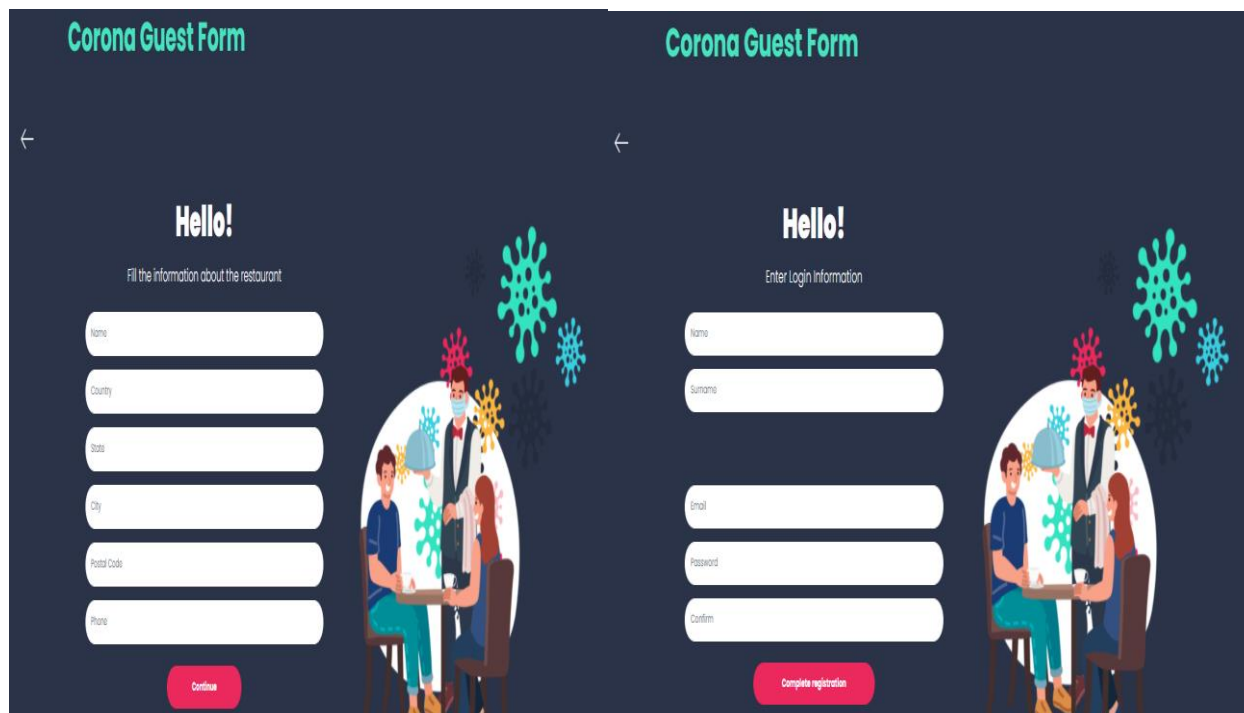 Corona Guest Form
Hello!
Fill the information about the restaurant
Name
Country
State
City
Postal Code
Phone
Continue
Corona Guest Form
Hello!
Enter Login Information
Name
Surname
Email
Password
Confirm
Complete registration